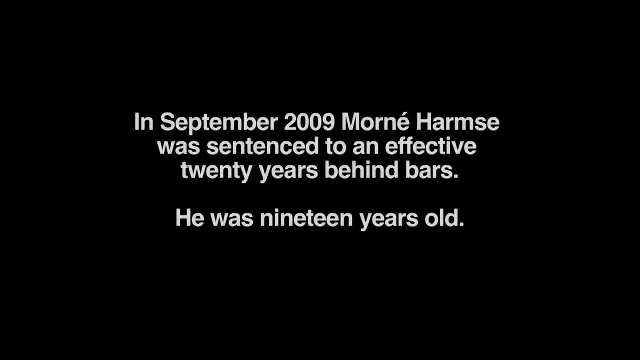 In September 2009 Morné Harmse
was sentenced to an effective
twenty years behind bars.
He was nineteen years old.